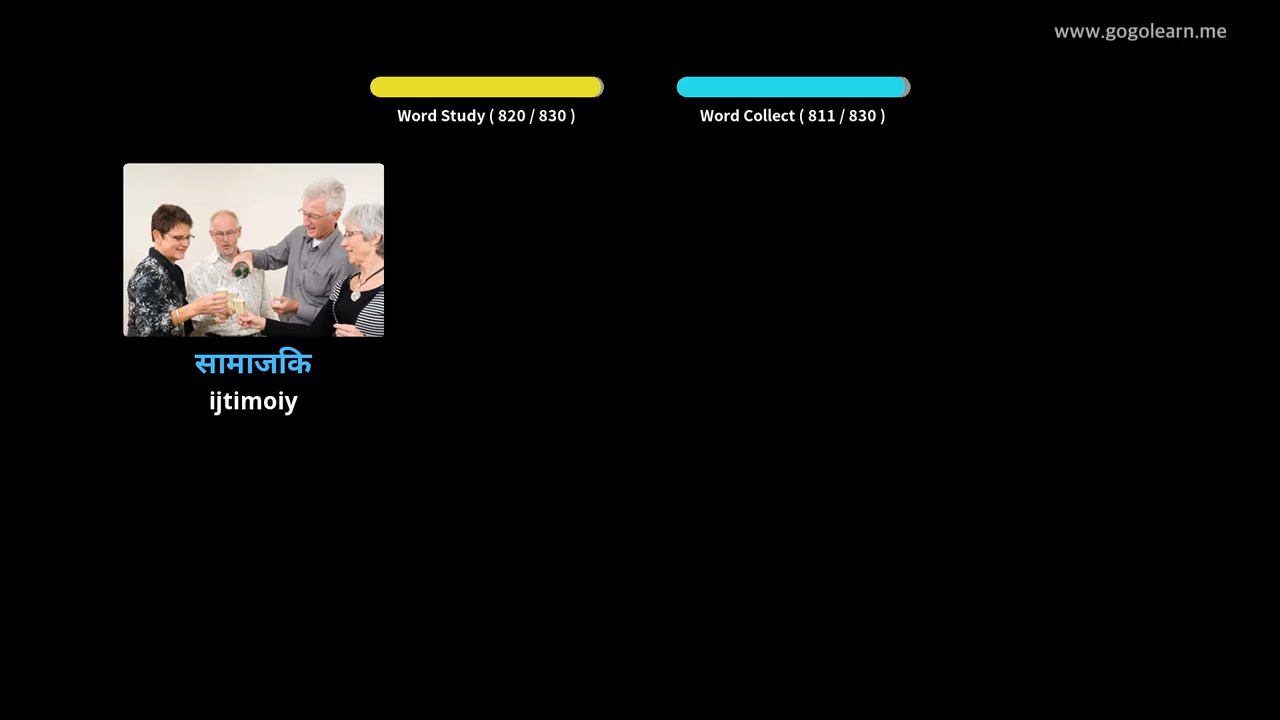 www.gogolearn.me
Word Study ( 820 / 830 )
Word Collect ( 811 / 830 )
सामाजकि
ijtimoiy